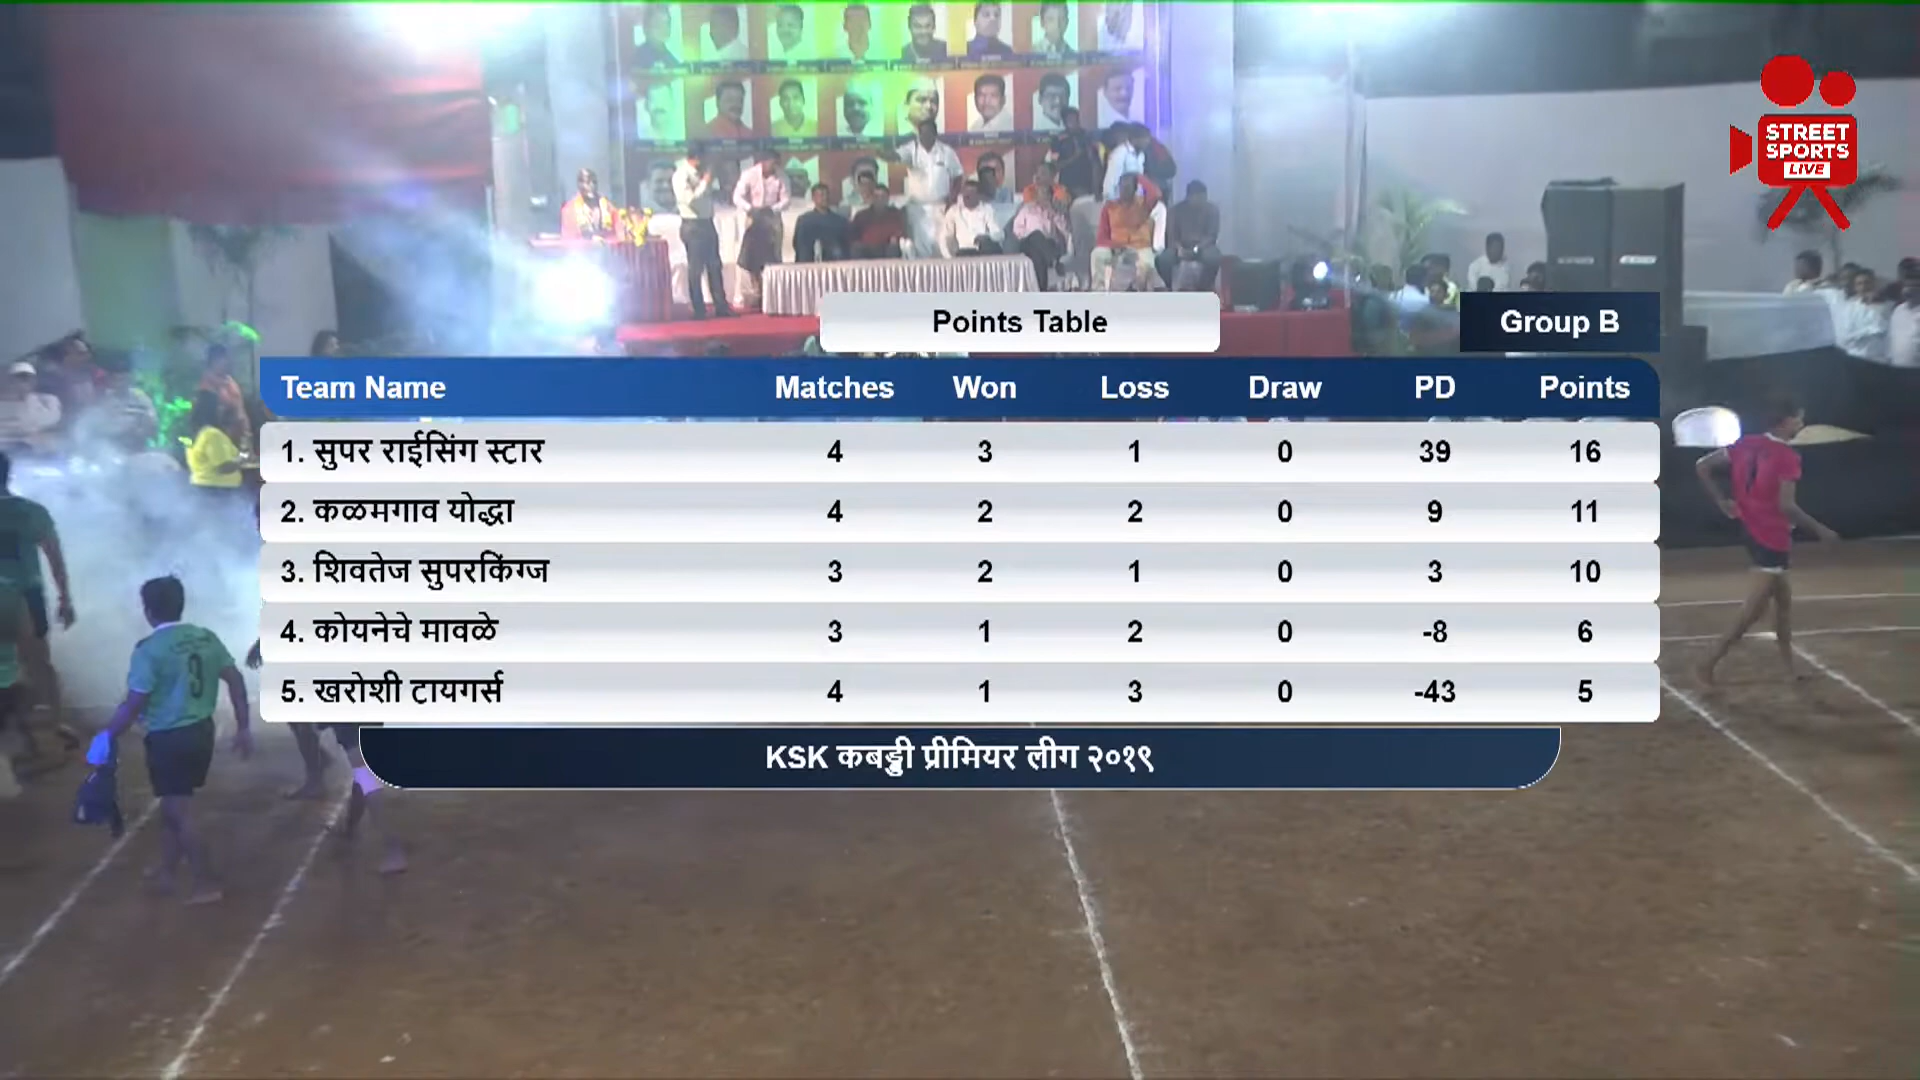 STREET
SPORTS
LIVE
Points Table
Group B
Team Name Matches Won Loss Draw PD Points
1. सुपर राईसिंग स्टार 4 3 1 0 39 16
2. कळमगाव योद्धा 4 2 2 0 9 11
3. शिवतेज सुपरकिंग्ज 3 2 1 0 3 10
4. कोयनेचे मावळे 3 1 2 0 -8 6
5. खरोशी टायगर्स 4 1 3 0 -43 5
9
KSK कबड्डी प्रीमियर लीग २०१९